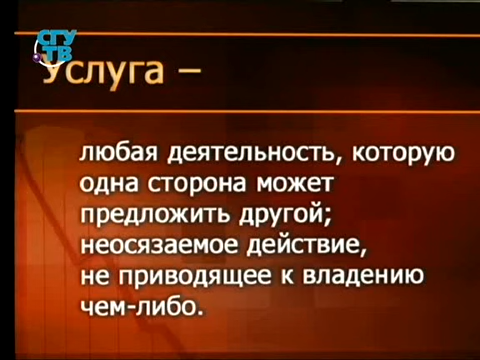 СГУ
ТВ
Услуга –
любая деятельность, которую
одна сторона может
предложить другой;
неосязаемое действие,
не приводящее к владению
чем-либо.